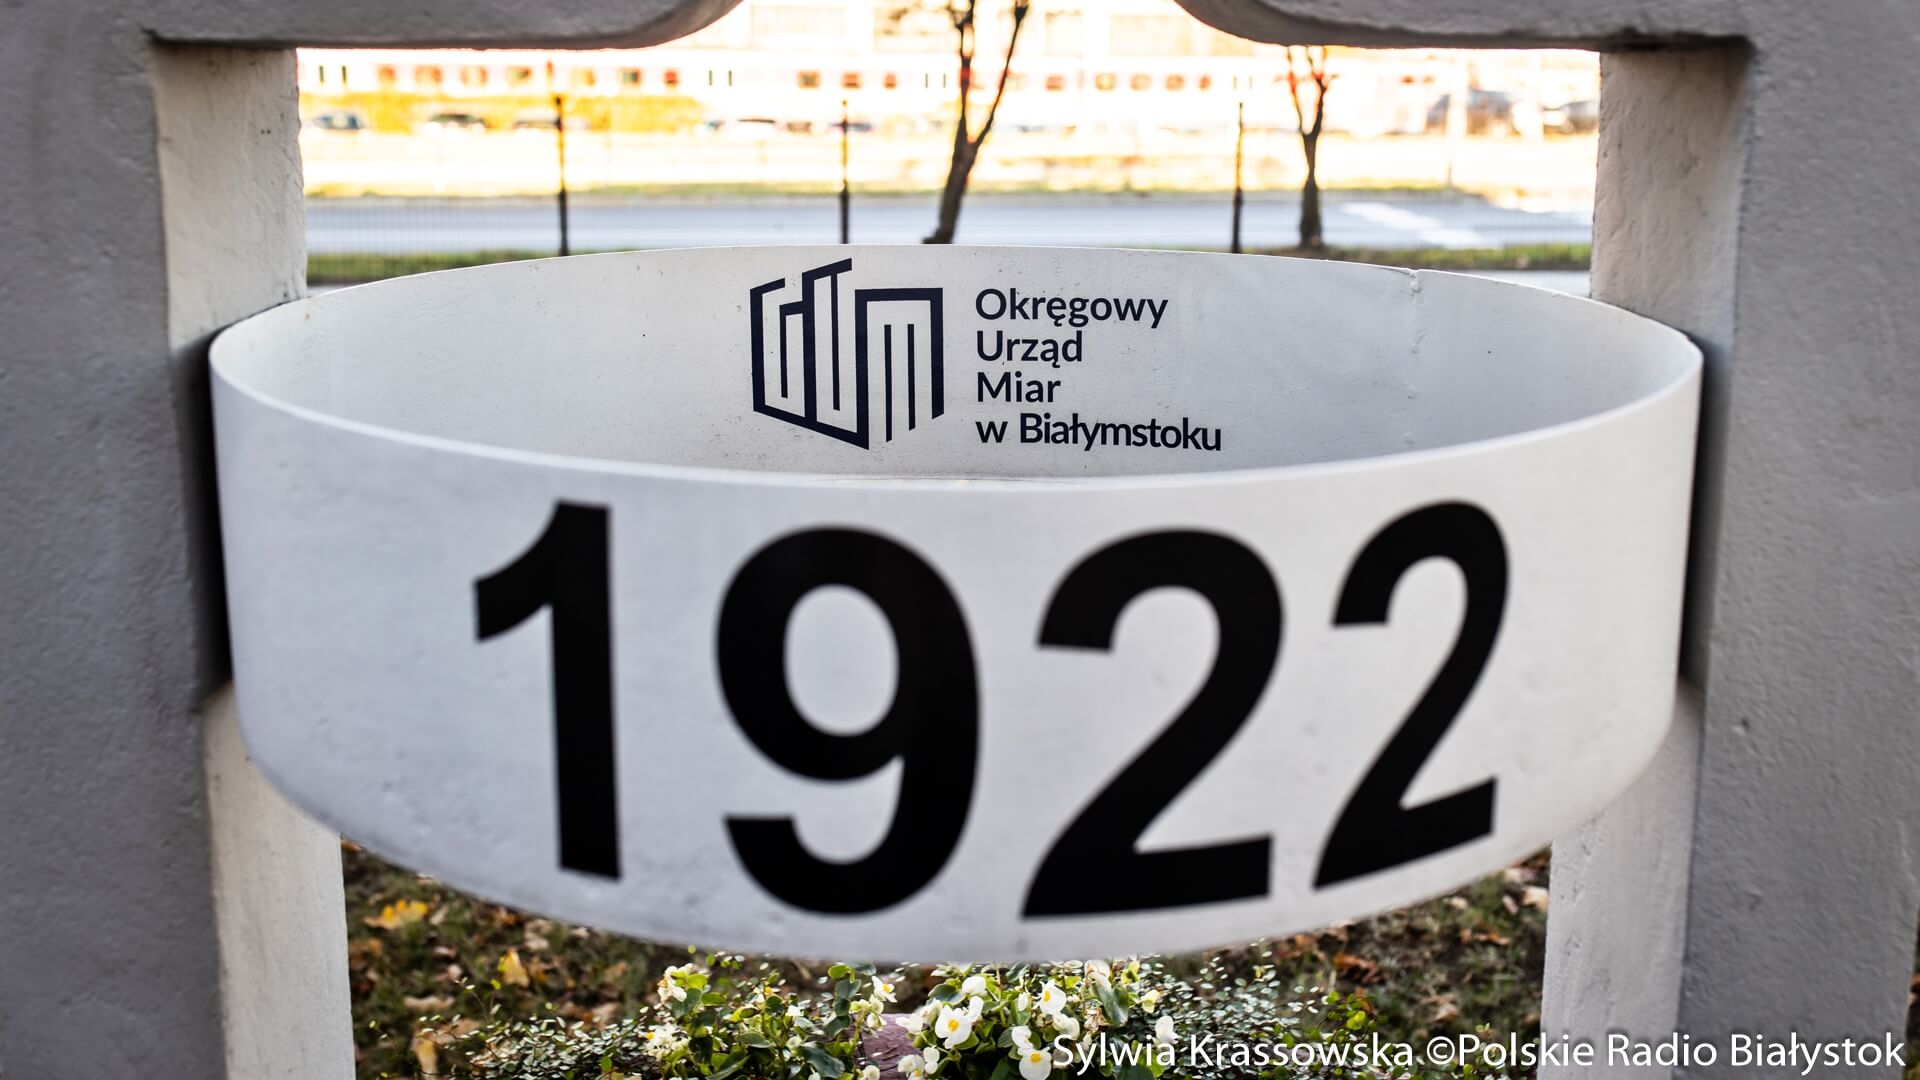 Okręgowy
Urząd
Miar
w Białymstoku
1922
Sylwia Krassowska ©Polskie Radio Białystok